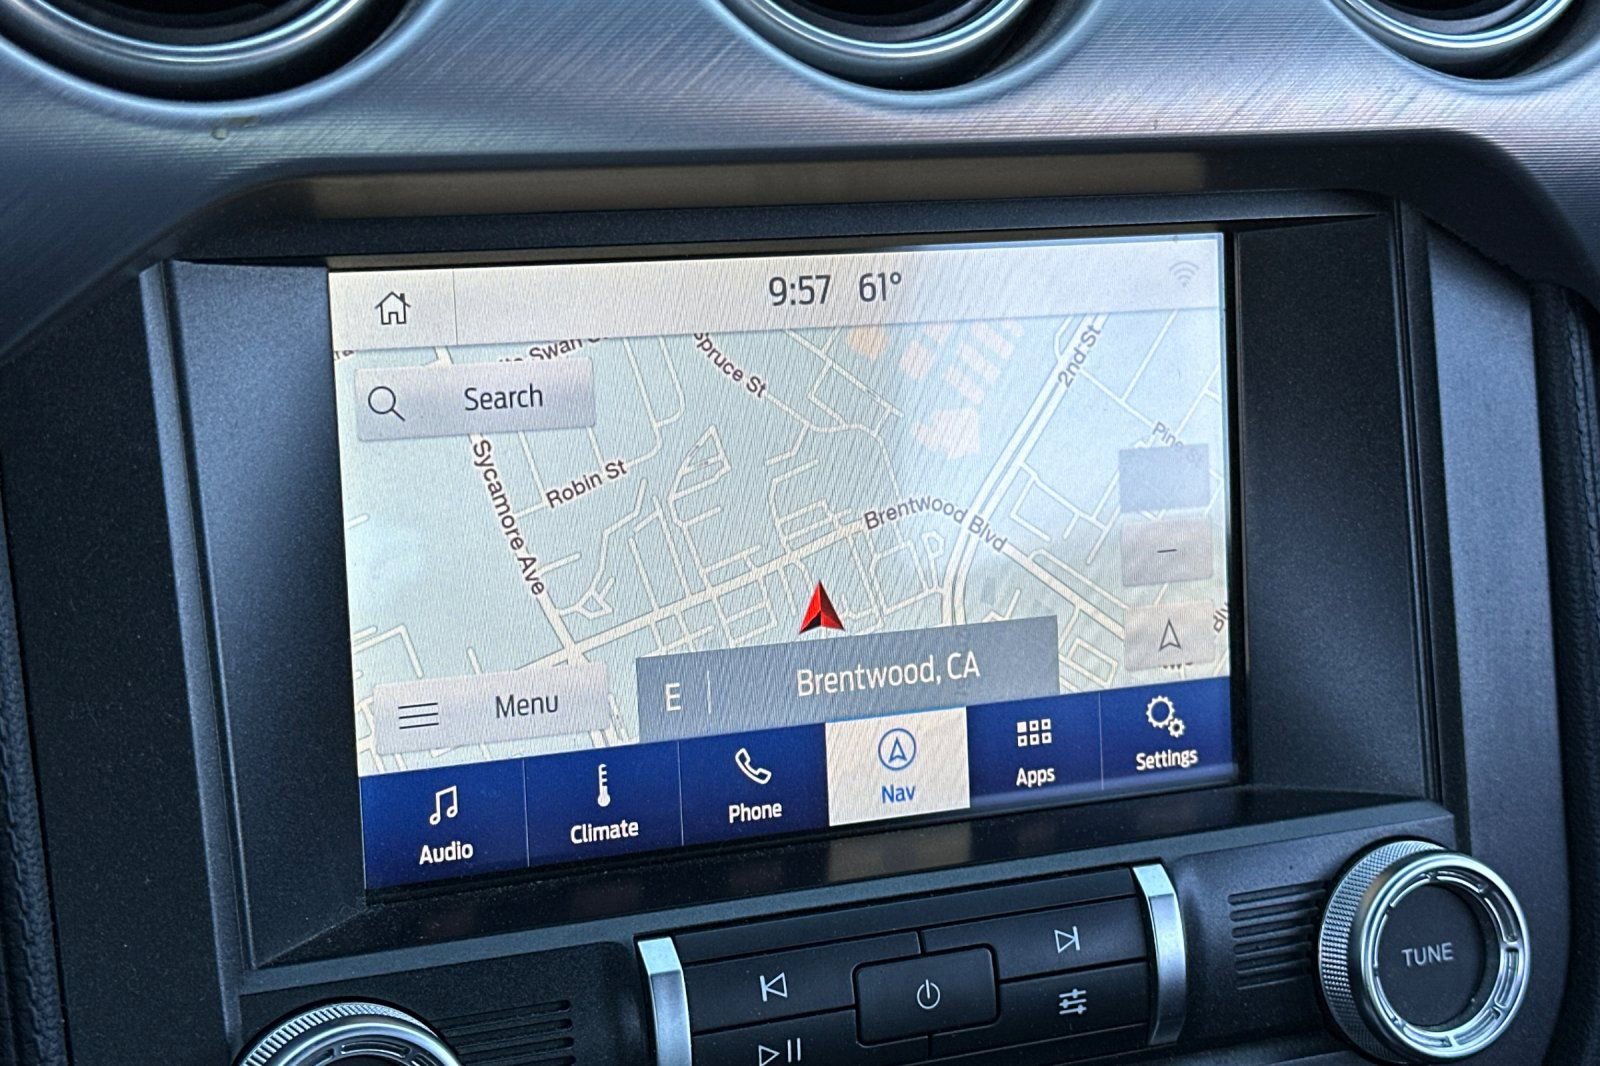 9:57 61°
Swan
Spruce St
2nd St
Search
Sycamore Ave
Robin St
Brentwood Blvd
P
E
Brentwood, CA
Menu
Audio
Climate
Phone
Nav
Apps
Settings
TUNE